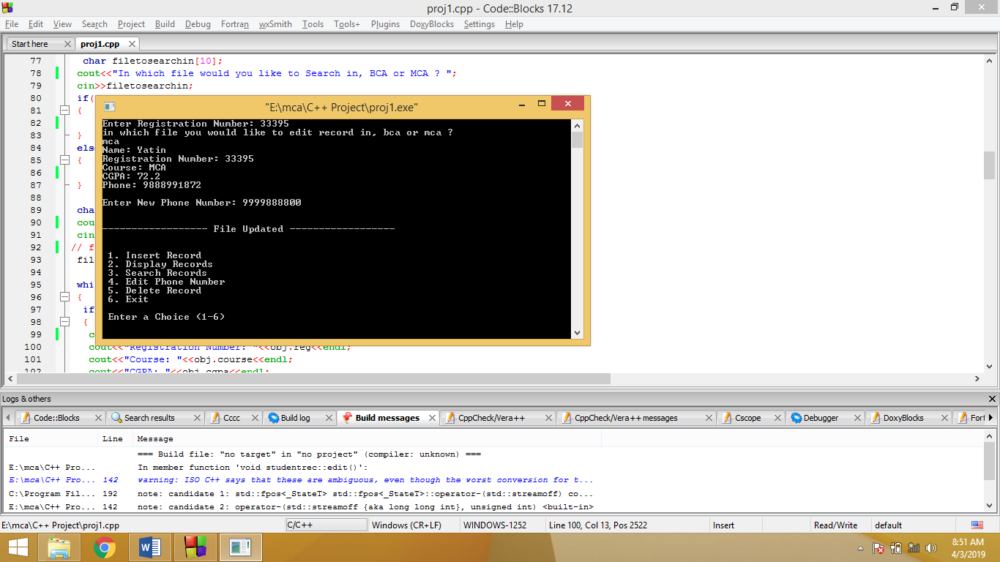 proj1.cpp - Code::Blocks 17.12
File Edit View Search Project Build Debug Fortran wxSmith Tools Tools+ Plugins DoxyBlocks Settings Help
Start here proj1.cpp
77 char filetosearchin[10];
78 cout<<"In which file would you like to Search in, BCA or MCA ? ";
79 cin>>filetosearchin;
80 if(
81 {
82
83 }
84 els
85 {
86
87 }
88
89 cha
90 cou
91 cin
92 // f
93 fil
94
95 whi
96 {
97 if
98 {
99 c
100 cout<<"Registration Number: "<<obj.reg<<endl;
101 cout<<"Course: "<<obj.course<<endl;
102 cout<<"CGPA: "<<obj.cgpa<<endl;
"E:\mca\C++ Project\proj1.exe"
Enter Registration Number: 33395
in which file you would like to edit record in, bca or mca ?
mca
Name: Yatin
Registration Number: 33395
Course: MCA
CGPA: 72.2
Phone: 9888991872
Enter New Phone Number: 9999888800
------------------ File Updated ------------------
1. Insert Record
2. Display Records
3. Search Records
4. Edit Phone Number
5. Delete Record
6. Exit
Enter a Choice (1-6)
Logs & others
Code::Blocks Search results Cccc Build log Build messages CppCheck/Vera++ CppCheck/Vera++ messages Cscope Debugger DoxyBlocks Fort
File Line Message
=== Build file: "no target" in "no project" (compiler: unknown) ===
E:\mca\C++ Pro... In member function 'void studentrec::edit()':
E:\mca\C++ Pro... 142 warning: ISO C++ says that these are ambiguous, even though the worst conversion for t...
C:\Program Fil... 192 note: candidate 1: std::fpos<_StateT> std::fpos<_StateT>::operator-(std::streamoff) co...
E:\mca\C++ Pro... 142 note: candidate 2: operator-(std::streamoff {aka long long int}, unsigned int) <built-in>
E:\mca\C++ Project\proj1.cpp C/C++ Windows (CR+LF) WINDOWS-1252 Line 100, Col 13, Pos 2522 Insert Read/Write default
8:51 AM
4/3/2019